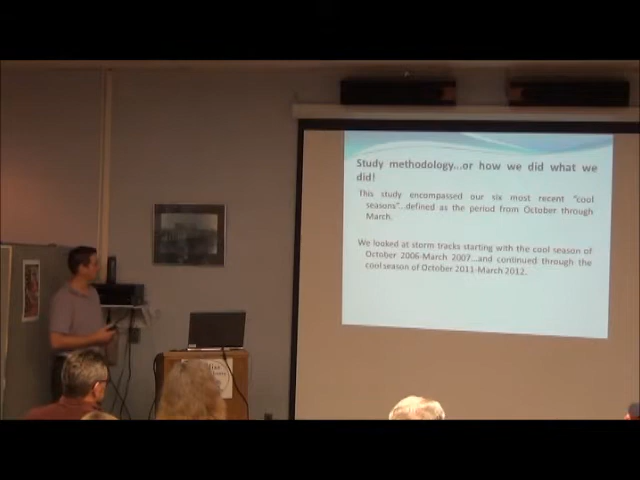 Study methodology...or how we did what we
did!
This study encompassed our six most recent "cool
seasons"...defined as the period from October through
March.
We looked at storm tracks starting with the cool season of
October 2006-March 2007...and continued through the
cool season of October 2011-March 2012.